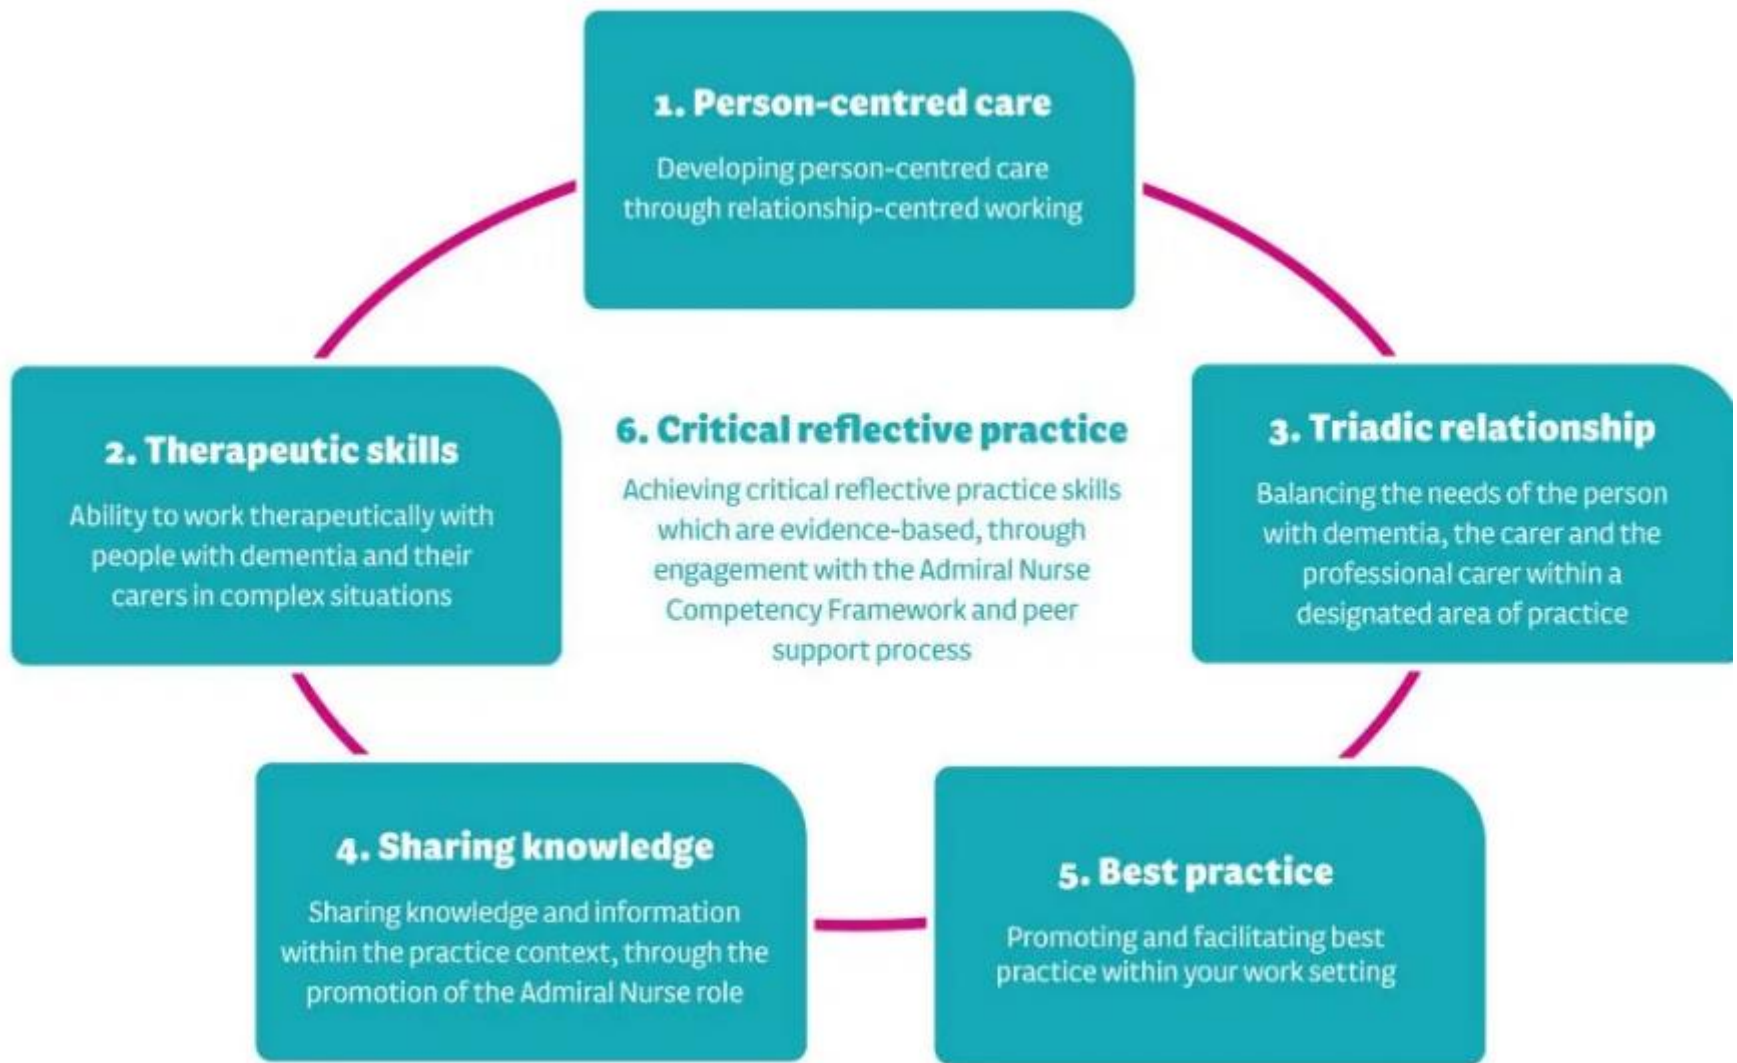 1. Person-centred care
Developing person-centred care
through relationship-centred working
2. Therapeutic skills
Ability to work therapeutically with
people with dementia and their
carers in complex situations
6. Critical reflective practice
Achieving critical reflective practice skills
which are evidence-based, through
engagement with the Admiral Nurse
Competency Framework and peer
support process
3. Triadic relationship
Balancing the needs of the person
with dementia, the carer and the
professional carer within a
designated area of practice
4. Sharing knowledge
Sharing knowledge and information
within the practice context, through the
promotion of the Admiral Nurse role
5. Best practice
Promoting and facilitating best
practice within your work setting